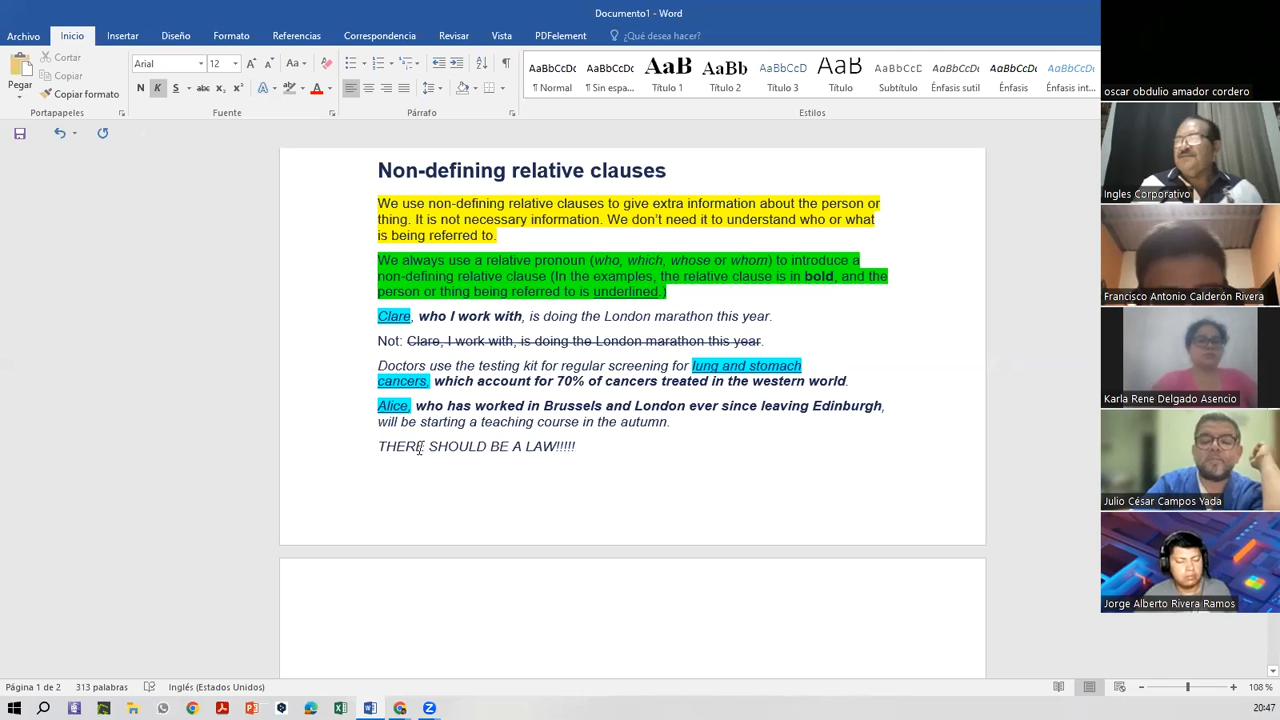 Documento1 - Word
Archivo Inicio Insertar Diseño Formato Referencias Correspondencia Revisar Vista PDFelement ¿Qué desea hacer?
Pegar
Cortar
Copiar
Copiar formato
Arial 12
AaBbCcDc AaBbCcDc AaB AaBb AaBbCcD AaB AaBbCcD AaBbCcDc AaBbCcDc AaBbCcDc
¶ Normal ¶ Sin espa... Título 1 Título 2 Título 3 Título Subtítulo Énfasis sutil Énfasis Énfasis int...
Portapapeles Fuente Párrafo Estilos
Non-defining relative clauses
We use non-defining relative clauses to give extra information about the person or
thing. It is not necessary information. We don't need it to understand who or what
is being referred to.
We always use a relative pronoun (who, which, whose or whom) to introduce a
non-defining relative clause (In the examples, the relative clause is in bold, and the
person or thing being referred to is underlined.)
Clare, who I work with, is doing the London marathon this year.
Not: Clare, I work with, is doing the London marathon this year.
Doctors use the testing kit for regular screening for lung and stomach
cancers, which account for 70% of cancers treated in the western world.
Alice, who has worked in Brussels and London ever since leaving Edinburgh,
will be starting a teaching course in the autumn.
THERE SHOULD BE A LAW!!!!!
oscar obdulio amador cordero
Ingles Corporativo
Francisco Antonio Calderón Rivera
Karla Rene Delgado Asencio
Julio César Campos Yada
Jorge Alberto Rivera Ramos
Página 1 de 2 313 palabras Inglés (Estados Unidos) 108 %
20:47